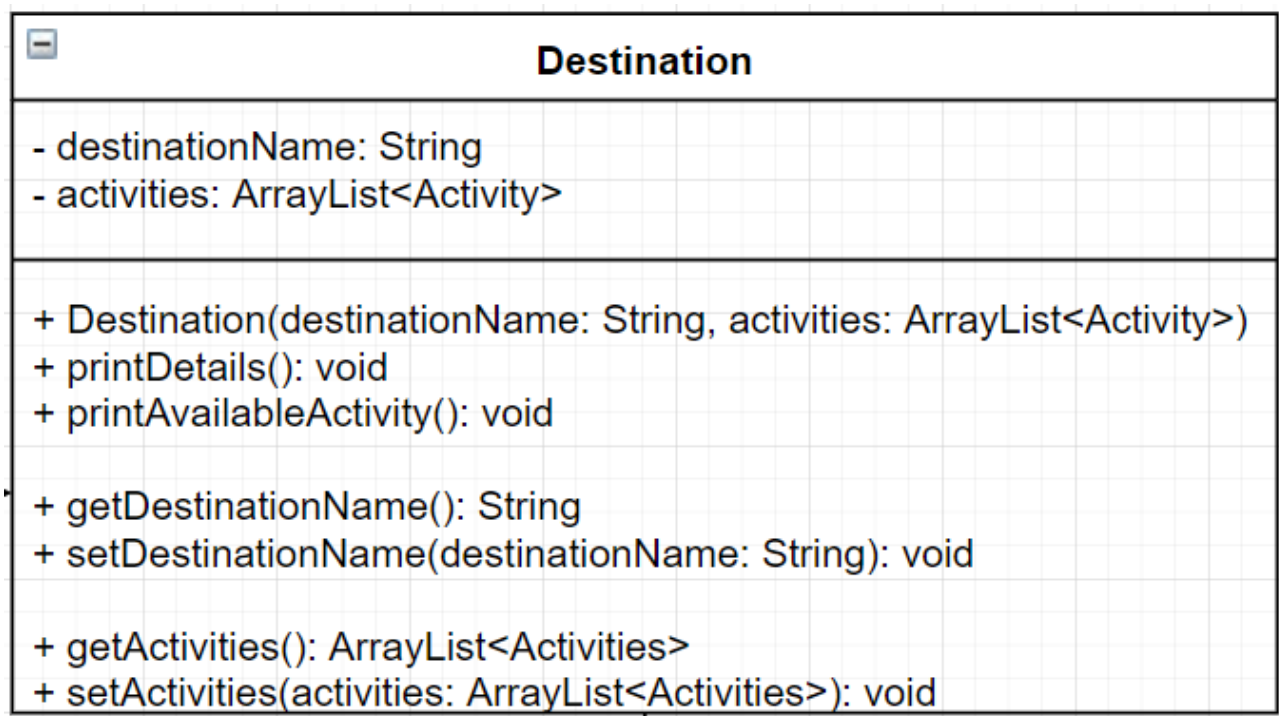 Destination
- destinationName: String
- activities: ArrayList<Activity>
+ Destination(destinationName: String, activities: ArrayList<Activity>)
+ printDetails(): void
+ printAvailableActivity(): void
+ getDestinationName(): String
+ setDestinationName(destinationName: String): void
+ getActivities(): ArrayList<Activities>
+ setActivities(activities: ArrayList<Activities>): void